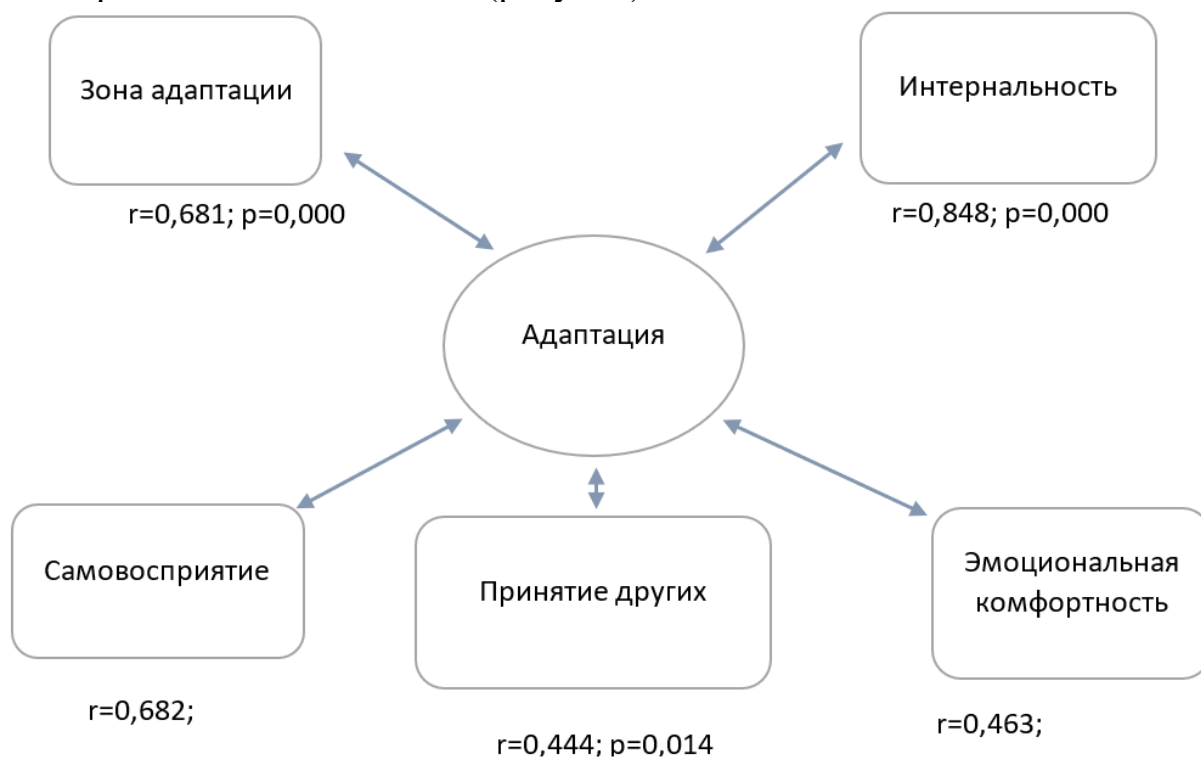 Зона адаптации
Интернальность
r=0,681; p=0,000
r=0,848; p=0,000
Адаптация
Самовосприятие
Принятие других
Эмоциональная
комфортность
r=0,682;
r=0,444; p=0,014
r=0,463;